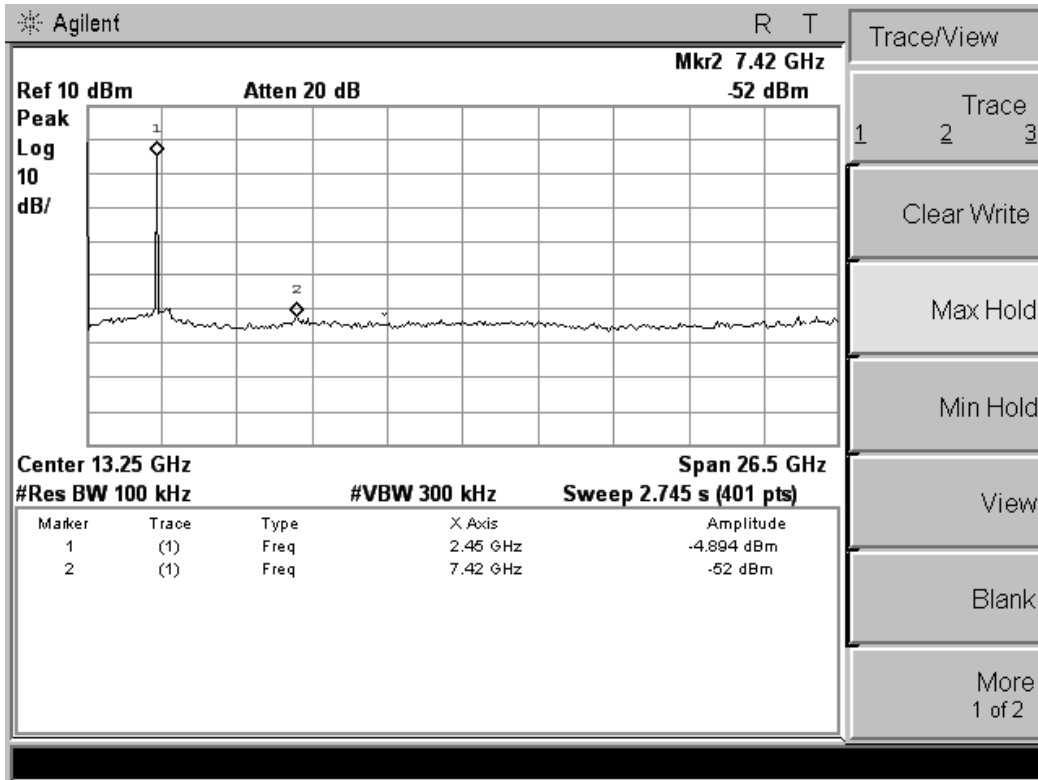 Agilent R T
Mkr2 7.42 GHz
Ref 10 dBm Atten 20 dB -52 dBm
Peak
Log
10
dB/
1
2
Center 13.25 GHz Span 26.5 GHz
#Res BW 100 kHz #VBW 300 kHz Sweep 2.745 s (401 pts)
Marker Trace Type X Axis Amplitude
1 (1) Freq 2.45 GHz -4.894 dBm
2 (1) Freq 7.42 GHz -52 dBm
Trace/View
Trace
1 2 3
Clear Write
Max Hold
Min Hold
View
Blank
More
1 of 2